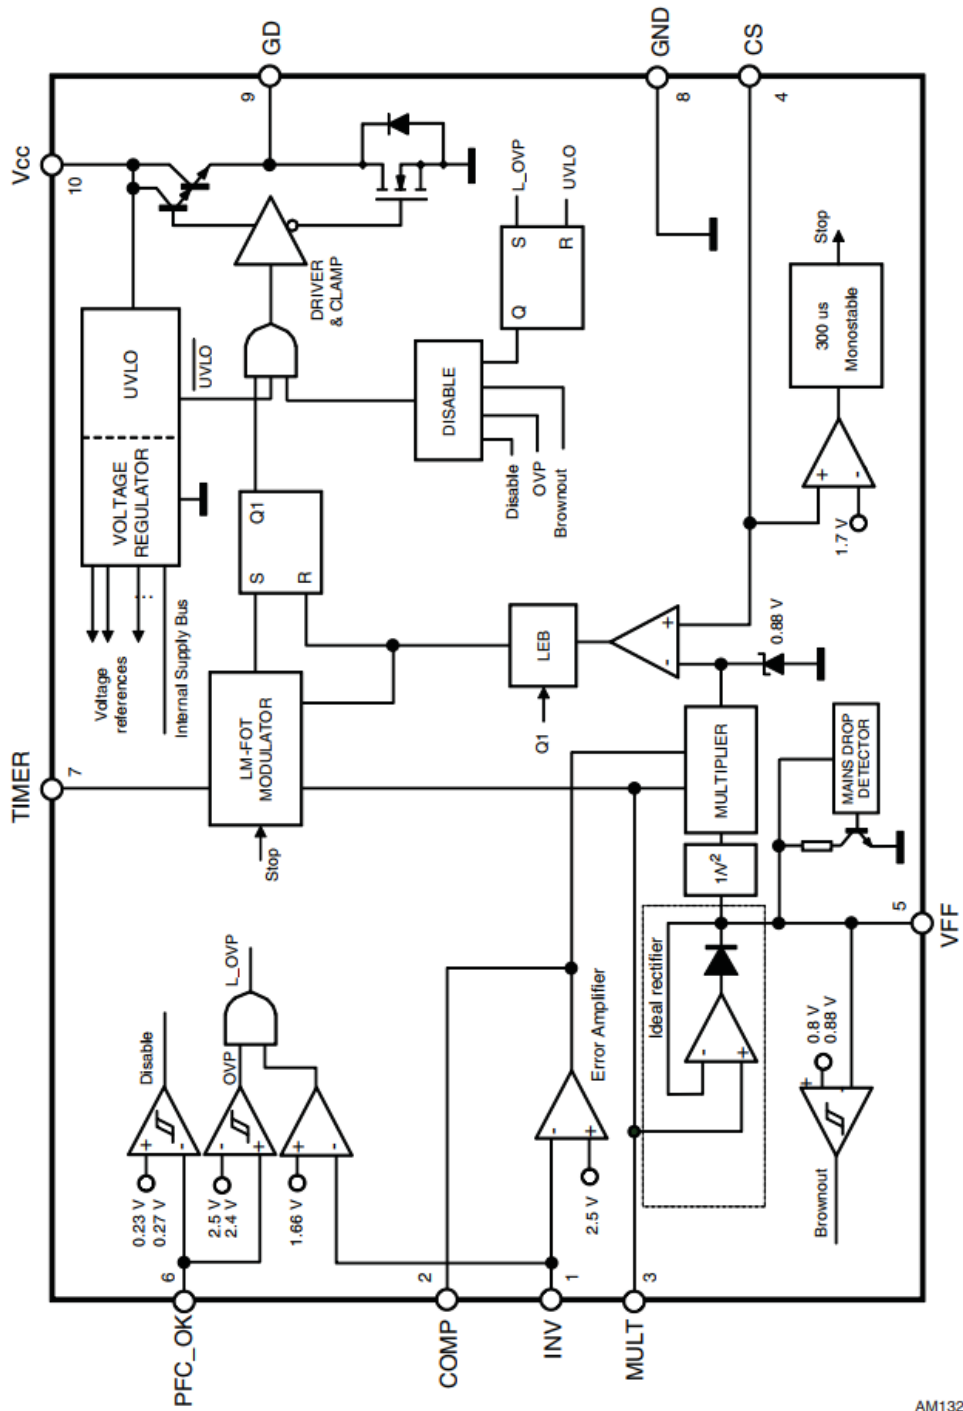 PFC_OK
6
COMP
2
INV
1
MULT
3
TIMER
7
Vcc
10
GD
9
GND
8
CS
4
VFF
5
0.23 V
0.27 V
+
-
Disable
2.5 V
2.4 V
-
+
OVP
L_OVP
1.66 V
+
-
Voltage
references
Internal Supply Bus
...
VOLTAGE
REGULATOR
UVLO
UVLO
Stop
LM-FOT
MODULATOR
S
R
Q1
DRIVER
& CLAMP
Disable
OVP
Brownout
DISABLE
Q
S
R
L_OVP
UVLO
2.5 V
-
+
Error Amplifier
Q1
LEB
-
+
0.88 V
Ideal rectifier
-
+
1/V²
MULTIPLIER
MAINS DROP
DETECTOR
Brownout
+
-
0.8 V
0.88 V
1.7 V
+
-
300 us
Monostable
Stop
AM132